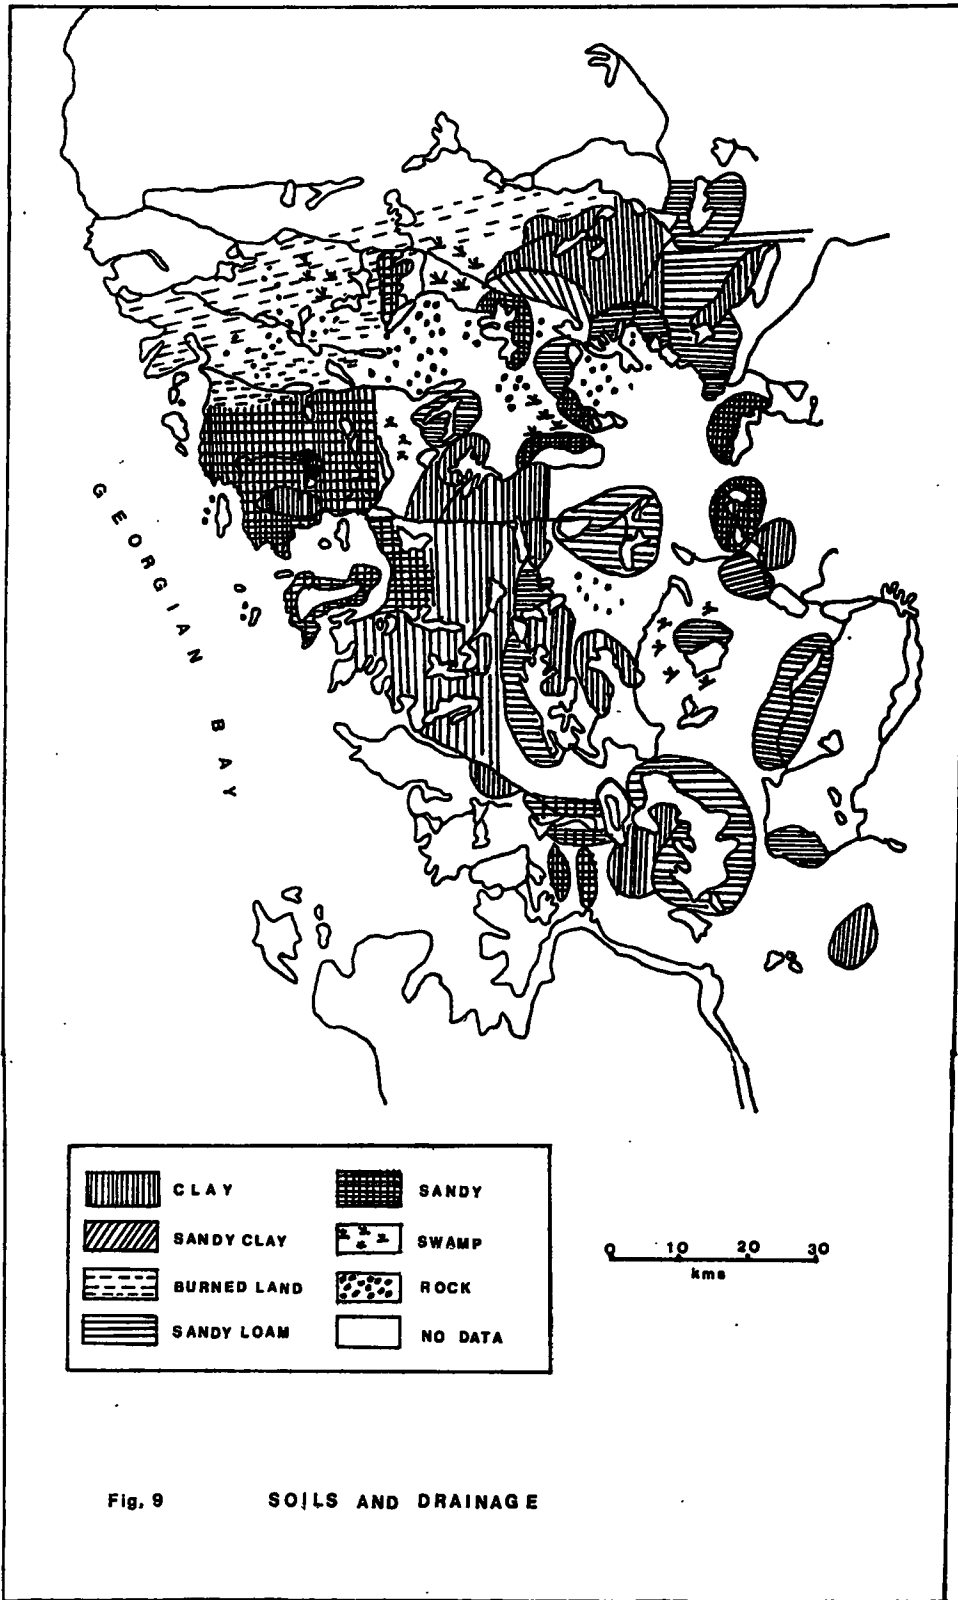 GEORGIAN BAY
CLAY
SANDY CLAY
BURNED LAND
SANDY LOAM
SANDY
SWAMP
ROCK
NO DATA
0 10 20 30
kms
Fig. 9 SOILS AND DRAINAGE